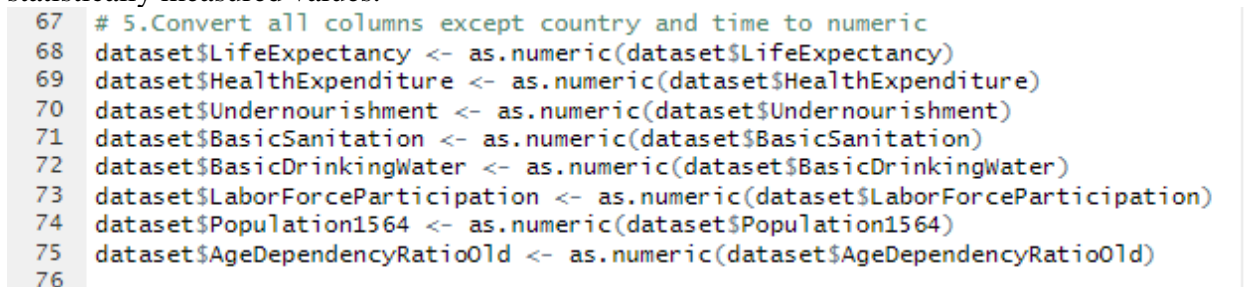 statistically measured values.
67 # 5.Convert all columns except country and time to numeric
68 dataset$LifeExpectancy <- as.numeric(dataset$LifeExpectancy)
69 dataset$HealthExpenditure <- as.numeric(dataset$HealthExpenditure)
70 dataset$Undernourishment <- as.numeric(dataset$Undernourishment)
71 dataset$BasicSanitation <- as.numeric(dataset$BasicSanitation)
72 dataset$BasicDrinkingWater <- as.numeric(dataset$BasicDrinkingWater)
73 dataset$LaborForceParticipation <- as.numeric(dataset$LaborForceParticipation)
74 dataset$Population1564 <- as.numeric(dataset$Population1564)
75 dataset$AgeDependencyRatioOld <- as.numeric(dataset$AgeDependencyRatioOld)
76